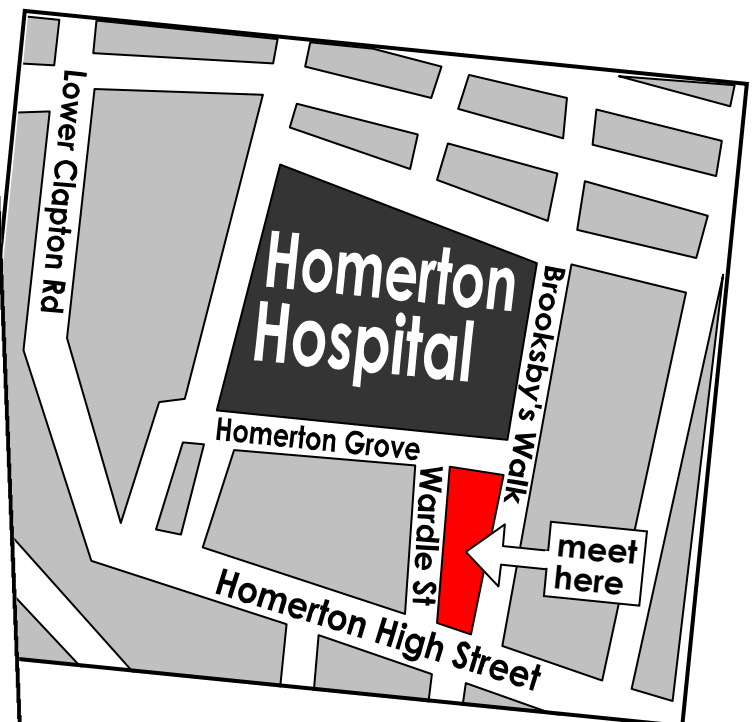 Lower Clapton Rd
Homerton
Hospital
Brooksby's Walk
Homerton Grove
Wardle St
meet
here
Homerton High Street